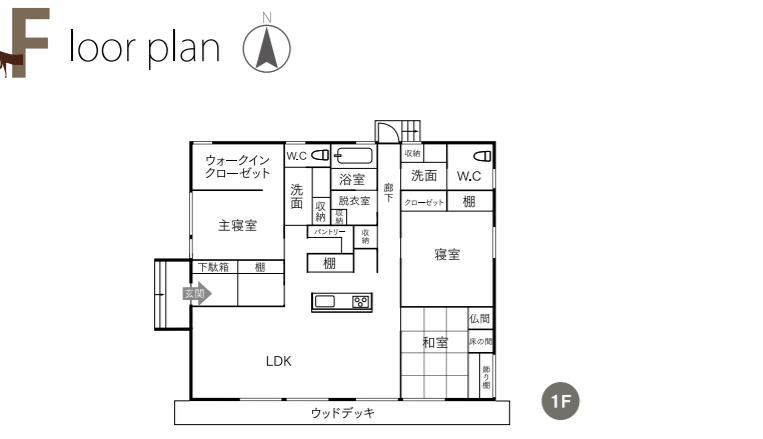 Floor plan
N
W.C
収納
ウォークイン
クローゼット
浴室
洗面
W.C
洗面
廊下
収納
脱衣室
収納
クローゼット
棚
主寝室
パントリー
収納
寝室
下駄箱
棚
棚
玄関
仏間
和室
床の間
LDK
飾り棚
1F
ウッドデッキ